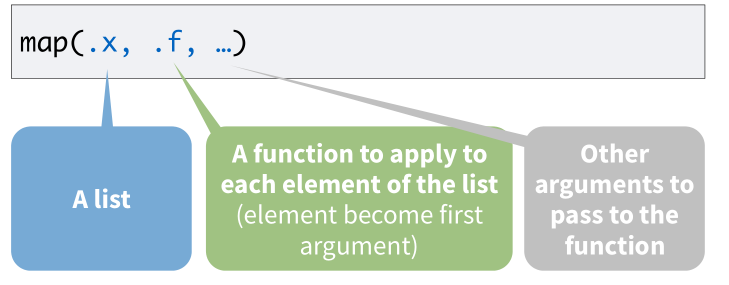 map(.x, .f, …)
A list
A function to apply to
each element of the list
(element become first
argument)
Other
arguments to
pass to the
function